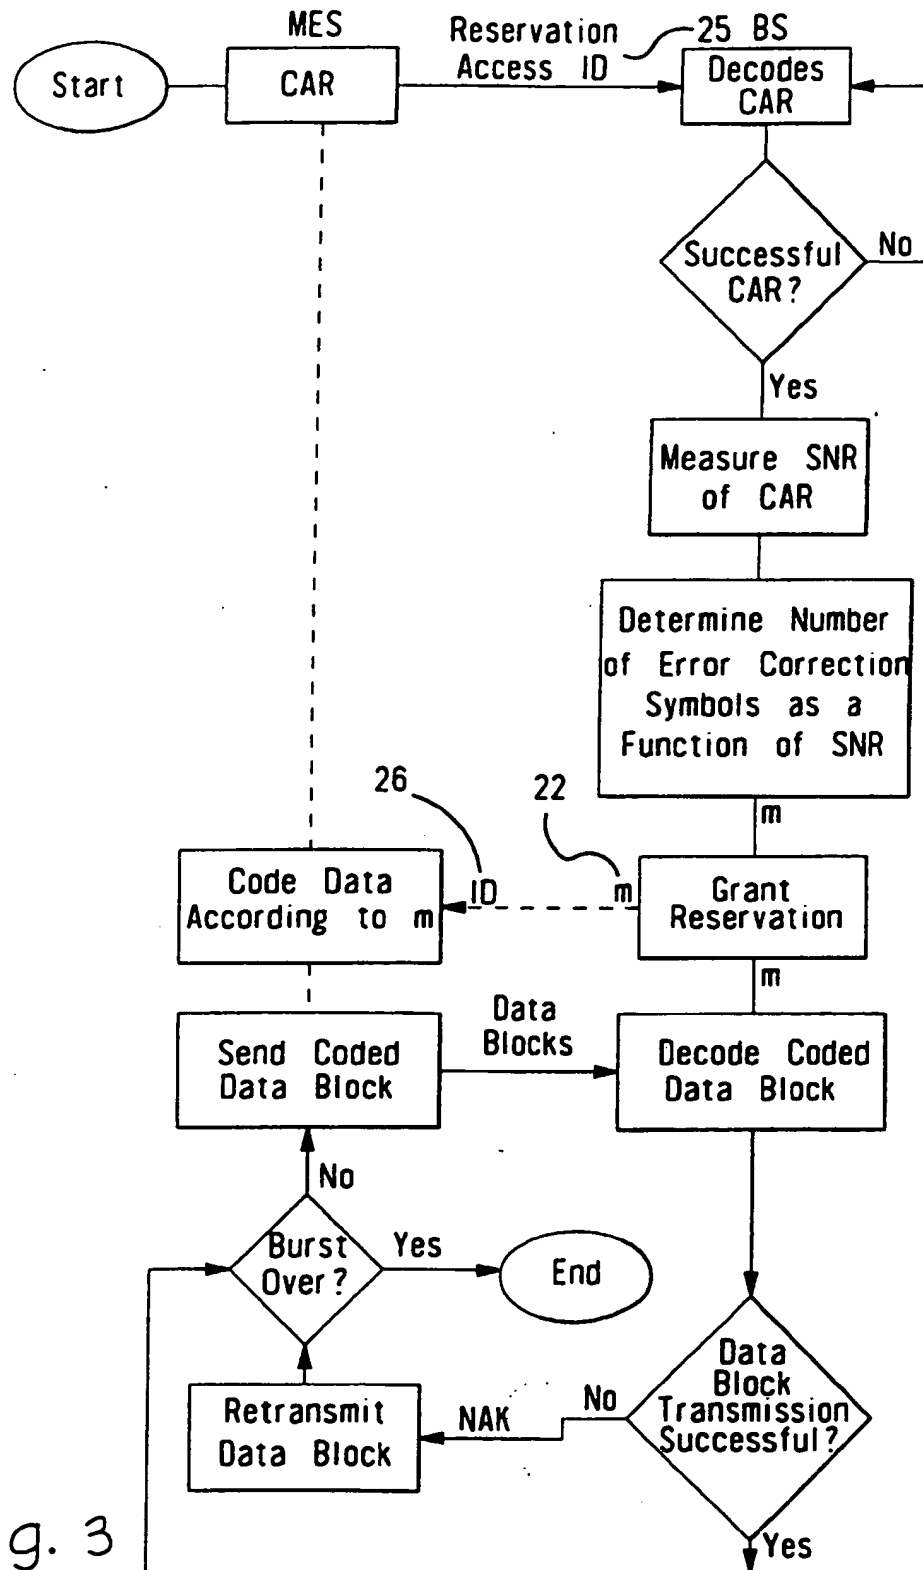 MES
Reservation
Access ID
25 BS
Start
CAR
Decodes
CAR
Successful
CAR?
No
Yes
Measure SNR
of CAR
Determine Number
of Error Correction
Symbols as a
Function of SNR
m
26
22
Code Data
According to m
ID
m
Grant
Reservation
m
Send Coded
Data Block
Data
Blocks
Decode Coded
Data Block
No
Burst
Over?
Yes
End
Data
Block
Transmission
Successful?
No
NAK
Retransmit
Data Block
Yes
g. 3